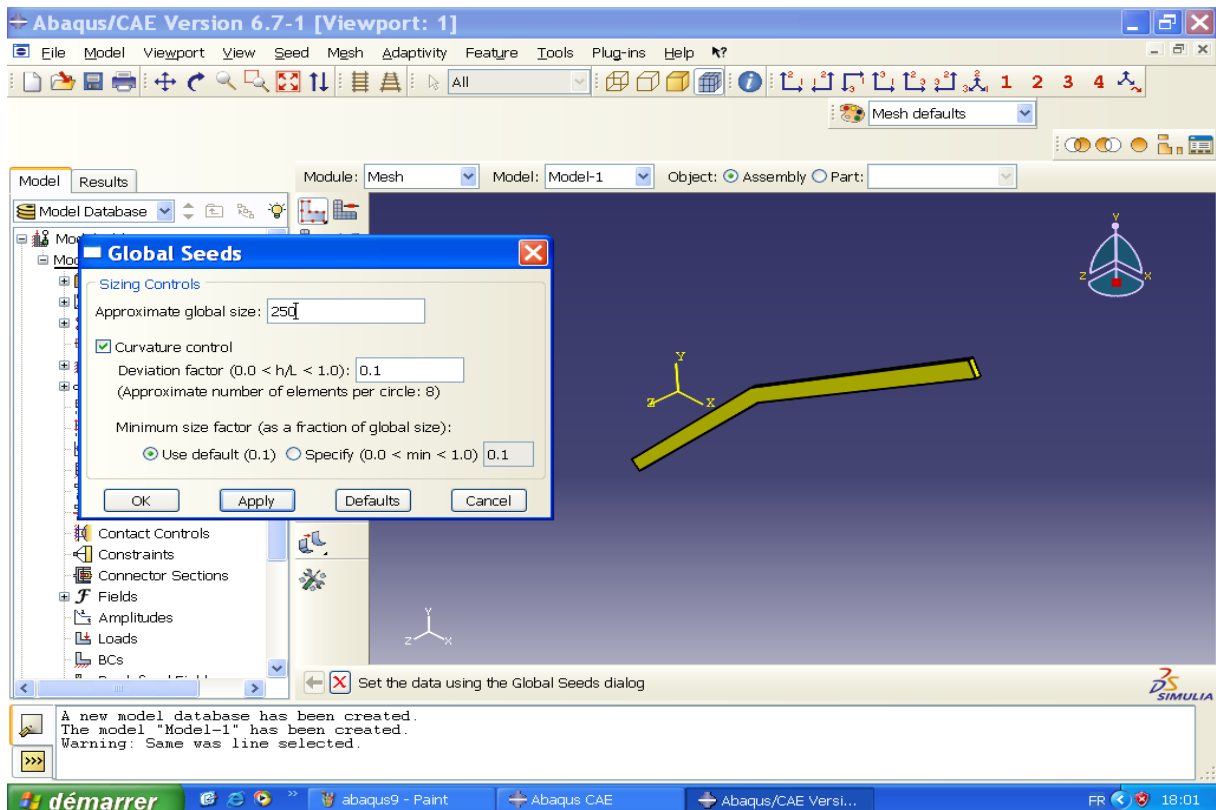 Abaqus/CAE Version 6.7-1 [Viewport: 1]
File Model Viewport View Seed Mesh Adaptivity Feature Tools Plug-ins Help
All
1 2 3 4
Mesh defaults
Model Results
Module: Mesh Model: Model-1 Object: Assembly Part:
Model Database
Global Seeds
Sizing Controls
Approximate global size: 250
Curvature control
Deviation factor (0.0 < h/L < 1.0): 0.1
(Approximate number of elements per circle: 8)
Minimum size factor (as a fraction of global size):
Use default (0.1) Specify (0.0 < min < 1.0) 0.1
OK Apply Defaults Cancel
Contact Controls
Constraints
Connector Sections
Fields
Amplitudes
Loads
BCs
Y
Z X
Y
Z X
Y
Z X
Set the data using the Global Seeds dialog
SIMULIA
A new model database has been created.
The model "Model-1" has been created.
Warning: Same was line selected.
>>>
démarrer
abaqus9 - Paint
Abaqus CAE
Abaqus/CAE Versi...
FR
18:01